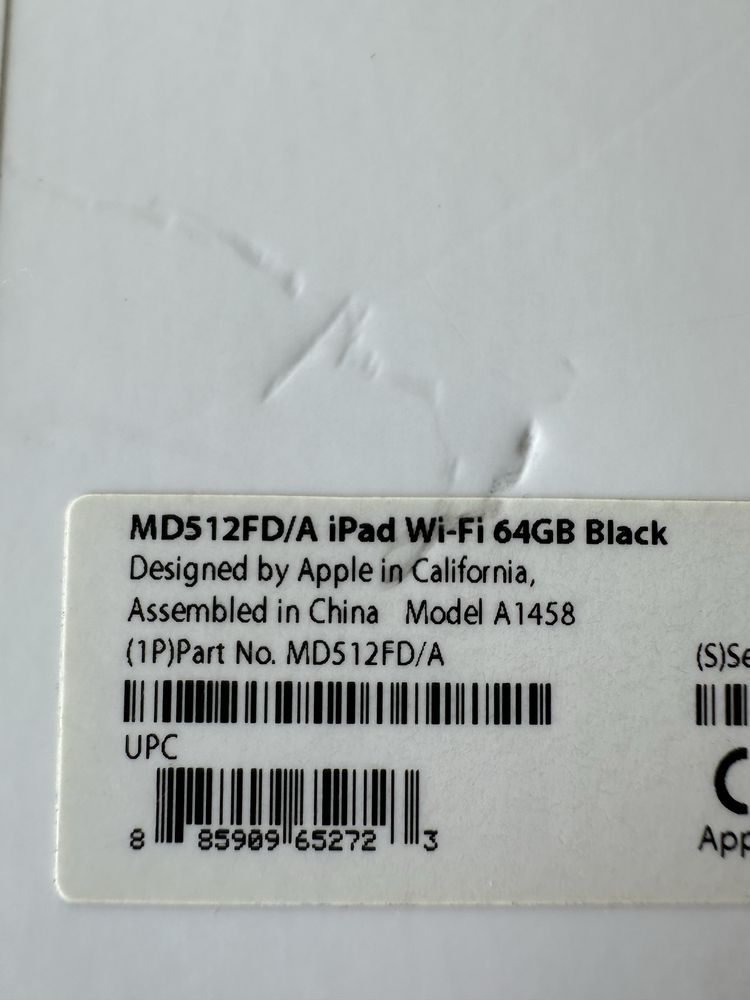 MD512FD/A iPad Wi-Fi 64GB Black
Designed by Apple in California,
Assembled in China Model A1458
(1P)Part No. MD512FD/A
UPC
8 85909 65272 3